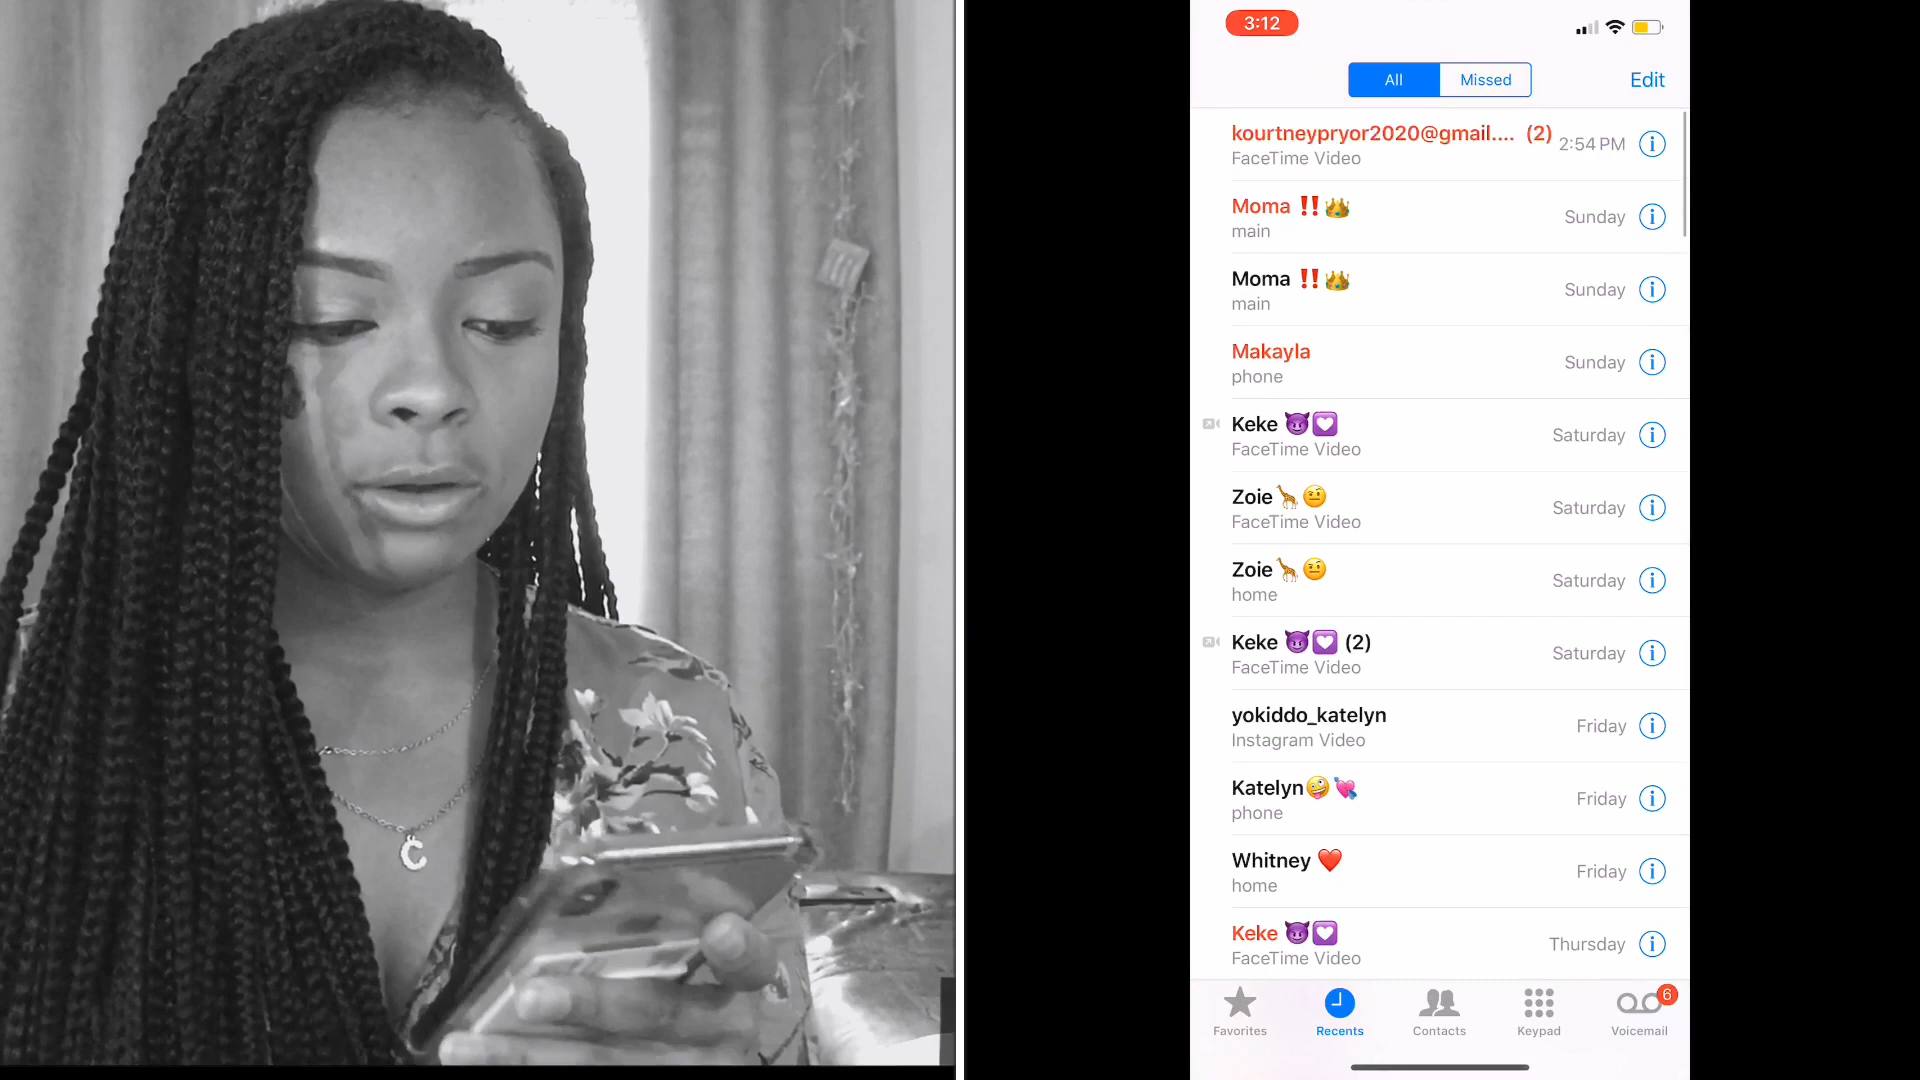 3:12
All Missed Edit
kourtneypryor2020@gmail.... (2) 2:54 PM
FaceTime Video
Moma ‼️👑 Sunday
main
Moma ‼️👑 Sunday
main
Makayla Sunday
phone
Keke 😈💟 Saturday
FaceTime Video
Zoie🦒🤨 Saturday
FaceTime Video
Zoie🦒🤨 Saturday
home
Keke 😈💟 (2) Saturday
FaceTime Video
yokiddo_katelyn Friday
Instagram Video
Katelyn🤪💘 Friday
phone
Whitney ❤️ Friday
home
Keke 😈💟 Thursday
FaceTime Video
6
Favorites Recents Contacts Keypad Voicemail
C